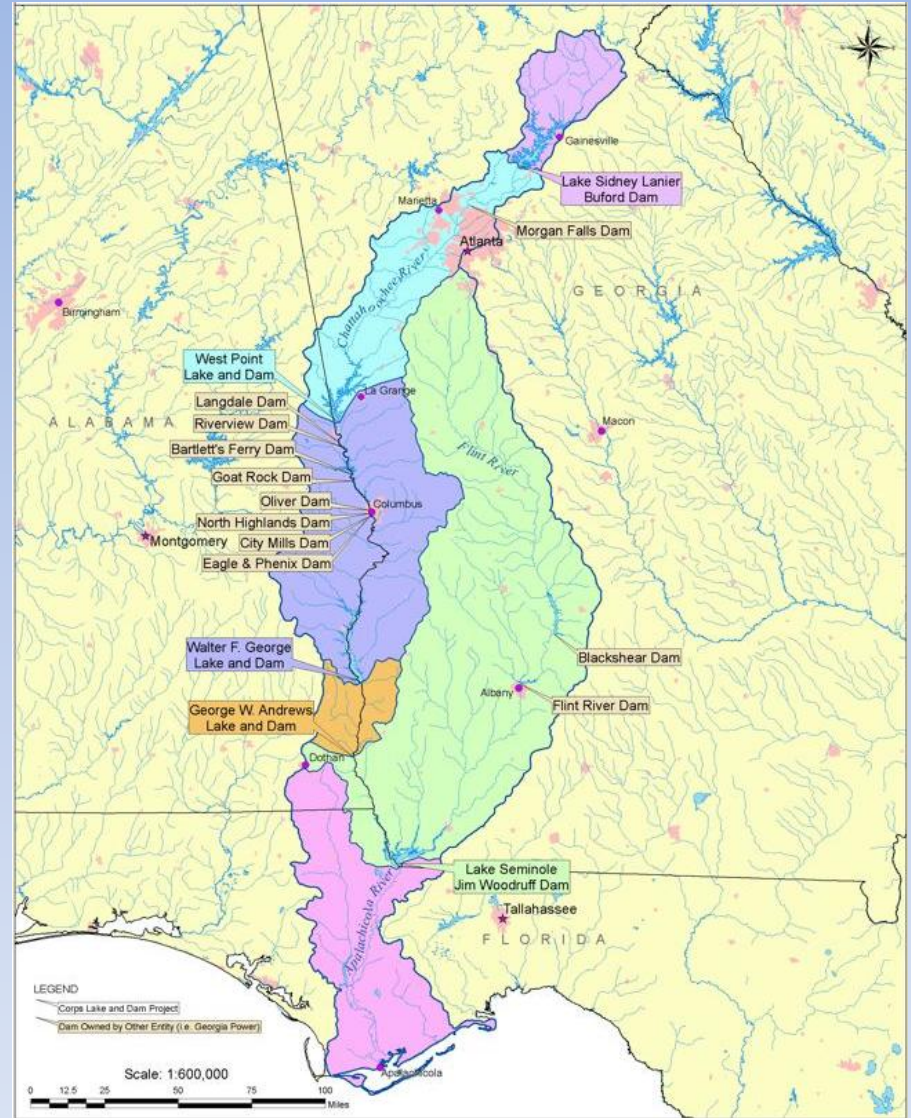 Gainesville
Lake Sidney Lanier
Buford Dam
Marietta
Morgan Falls Dam
Atlanta
Chattahoochee River
GEORGIA
Birmingham
West Point
Lake and Dam
La Grange
Langdale Dam
ALABAMA
Riverview Dam
Macon
Bartlett's Ferry Dam
Flint River
Goat Rock Dam
Oliver Dam
Columbus
North Highlands Dam
Montgomery
City Mills Dam
Eagle & Phenix Dam
Walter F. George
Lake and Dam
Blackshear Dam
Albany
Flint River Dam
George W. Andrews
Lake and Dam
Dothan
Lake Seminole
Jim Woodruff Dam
Tallahassee
FLORIDA
Apalachicola River
LEGEND
Corps Lake and Dam Project
Dam Owned by Other Entity (i.e. Georgia Power)
Scale: 1:600,000
Apalachicola
0 12.5 25 50 75 100
Miles